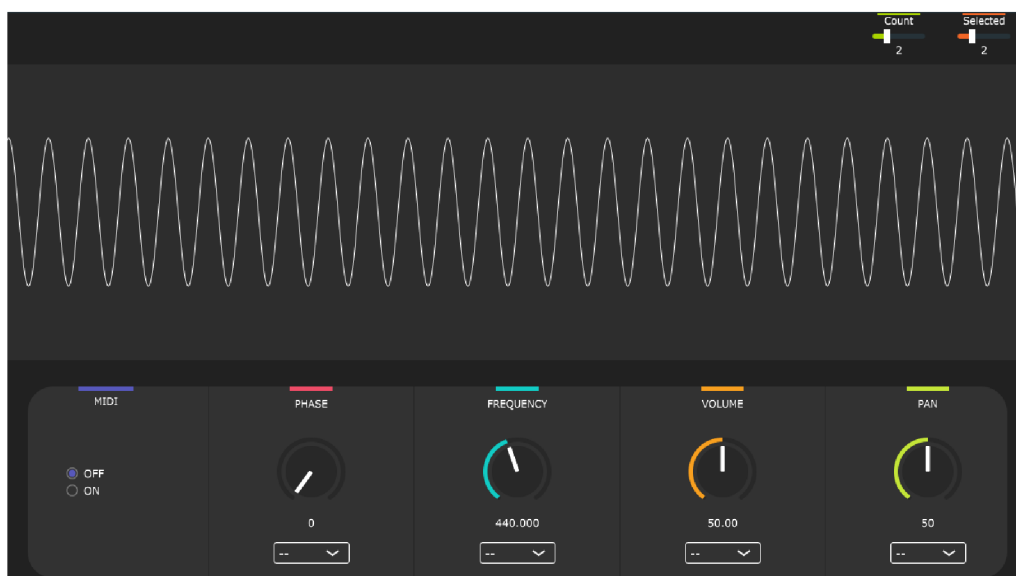 Count Selected
2 2
MIDI PHASE FREQUENCY VOLUME PAN
OFF
ON
0 440.000 50.00 50
-- -- -- --